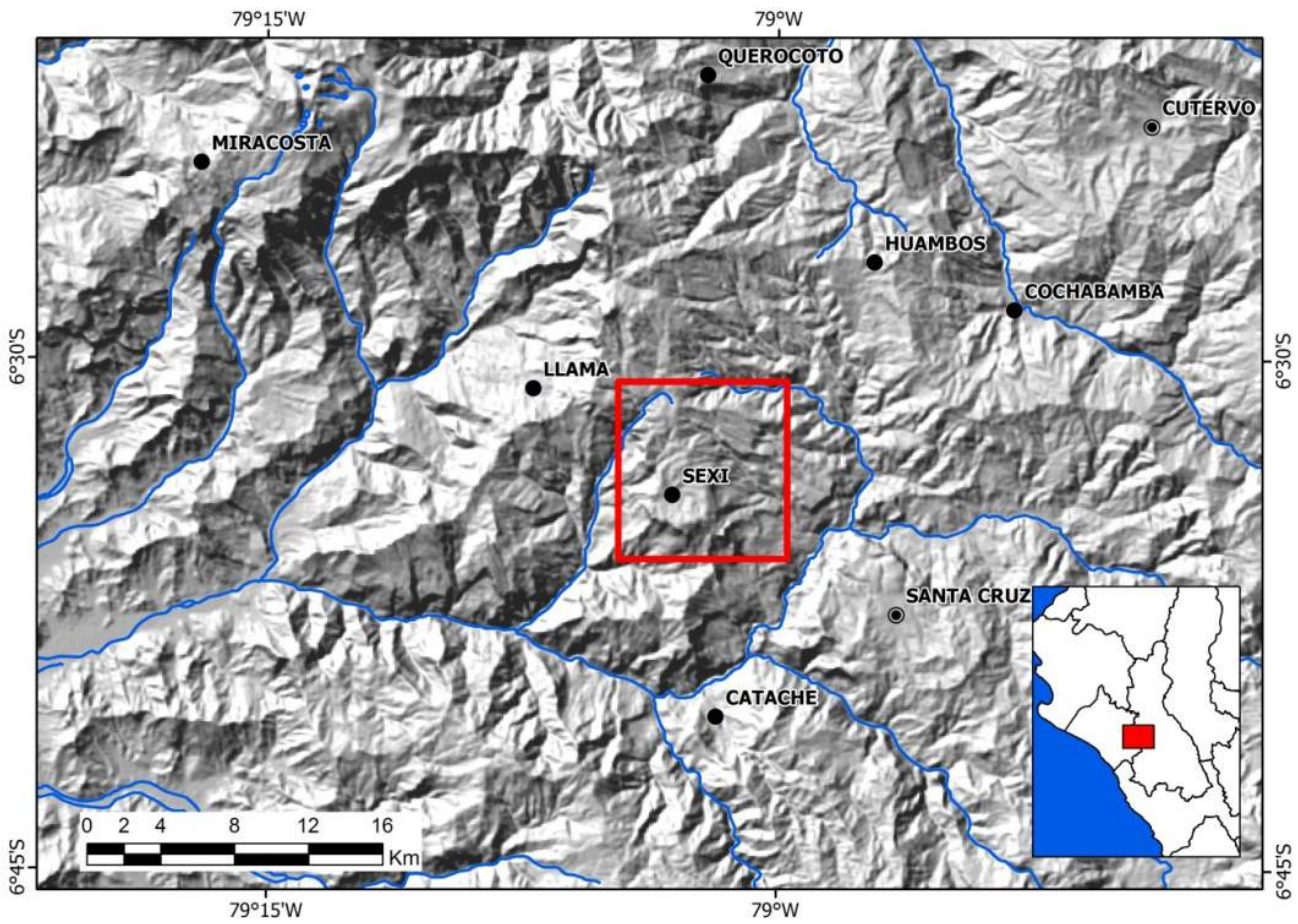 79°15'W
79°W
QUEROCOTO
CUTERVO
MIRACOSTA
HUAMBOS
COCHABAMBA
6°30'S
6°30'S
LLAMA
SEXI
SANTA CRUZ
CATACHE
0 2 4 8 12 16
Km
6°45'S
6°45'S
79°15'W
79°W